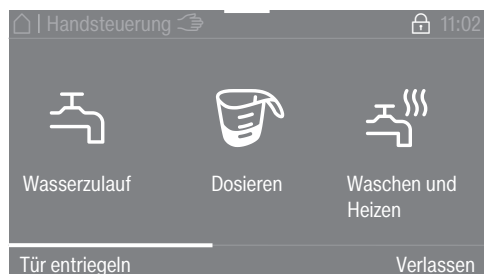 | Handsteuerung 11:02
Wasserzulauf Dosieren Waschen und
Heizen
Tür entriegeln Verlassen